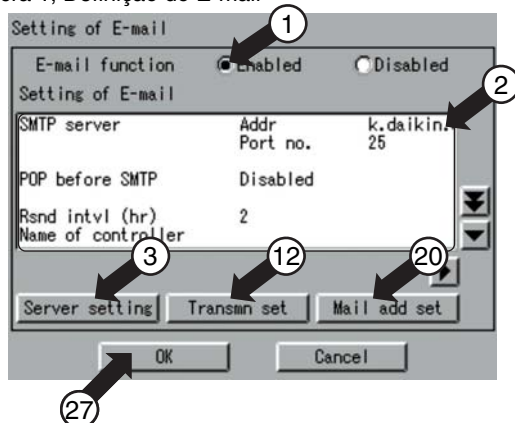 Setting of E-mail
1
E-mail function Enabled Disabled
Setting of E-mail
2
SMTP server Addr k.daikin.
Port no. 25
POP before SMTP Disabled
Rsnd intvl (hr) 2
Name of controller
3 12 20
Server setting Transmn set Mail add set
OK Cancel
27